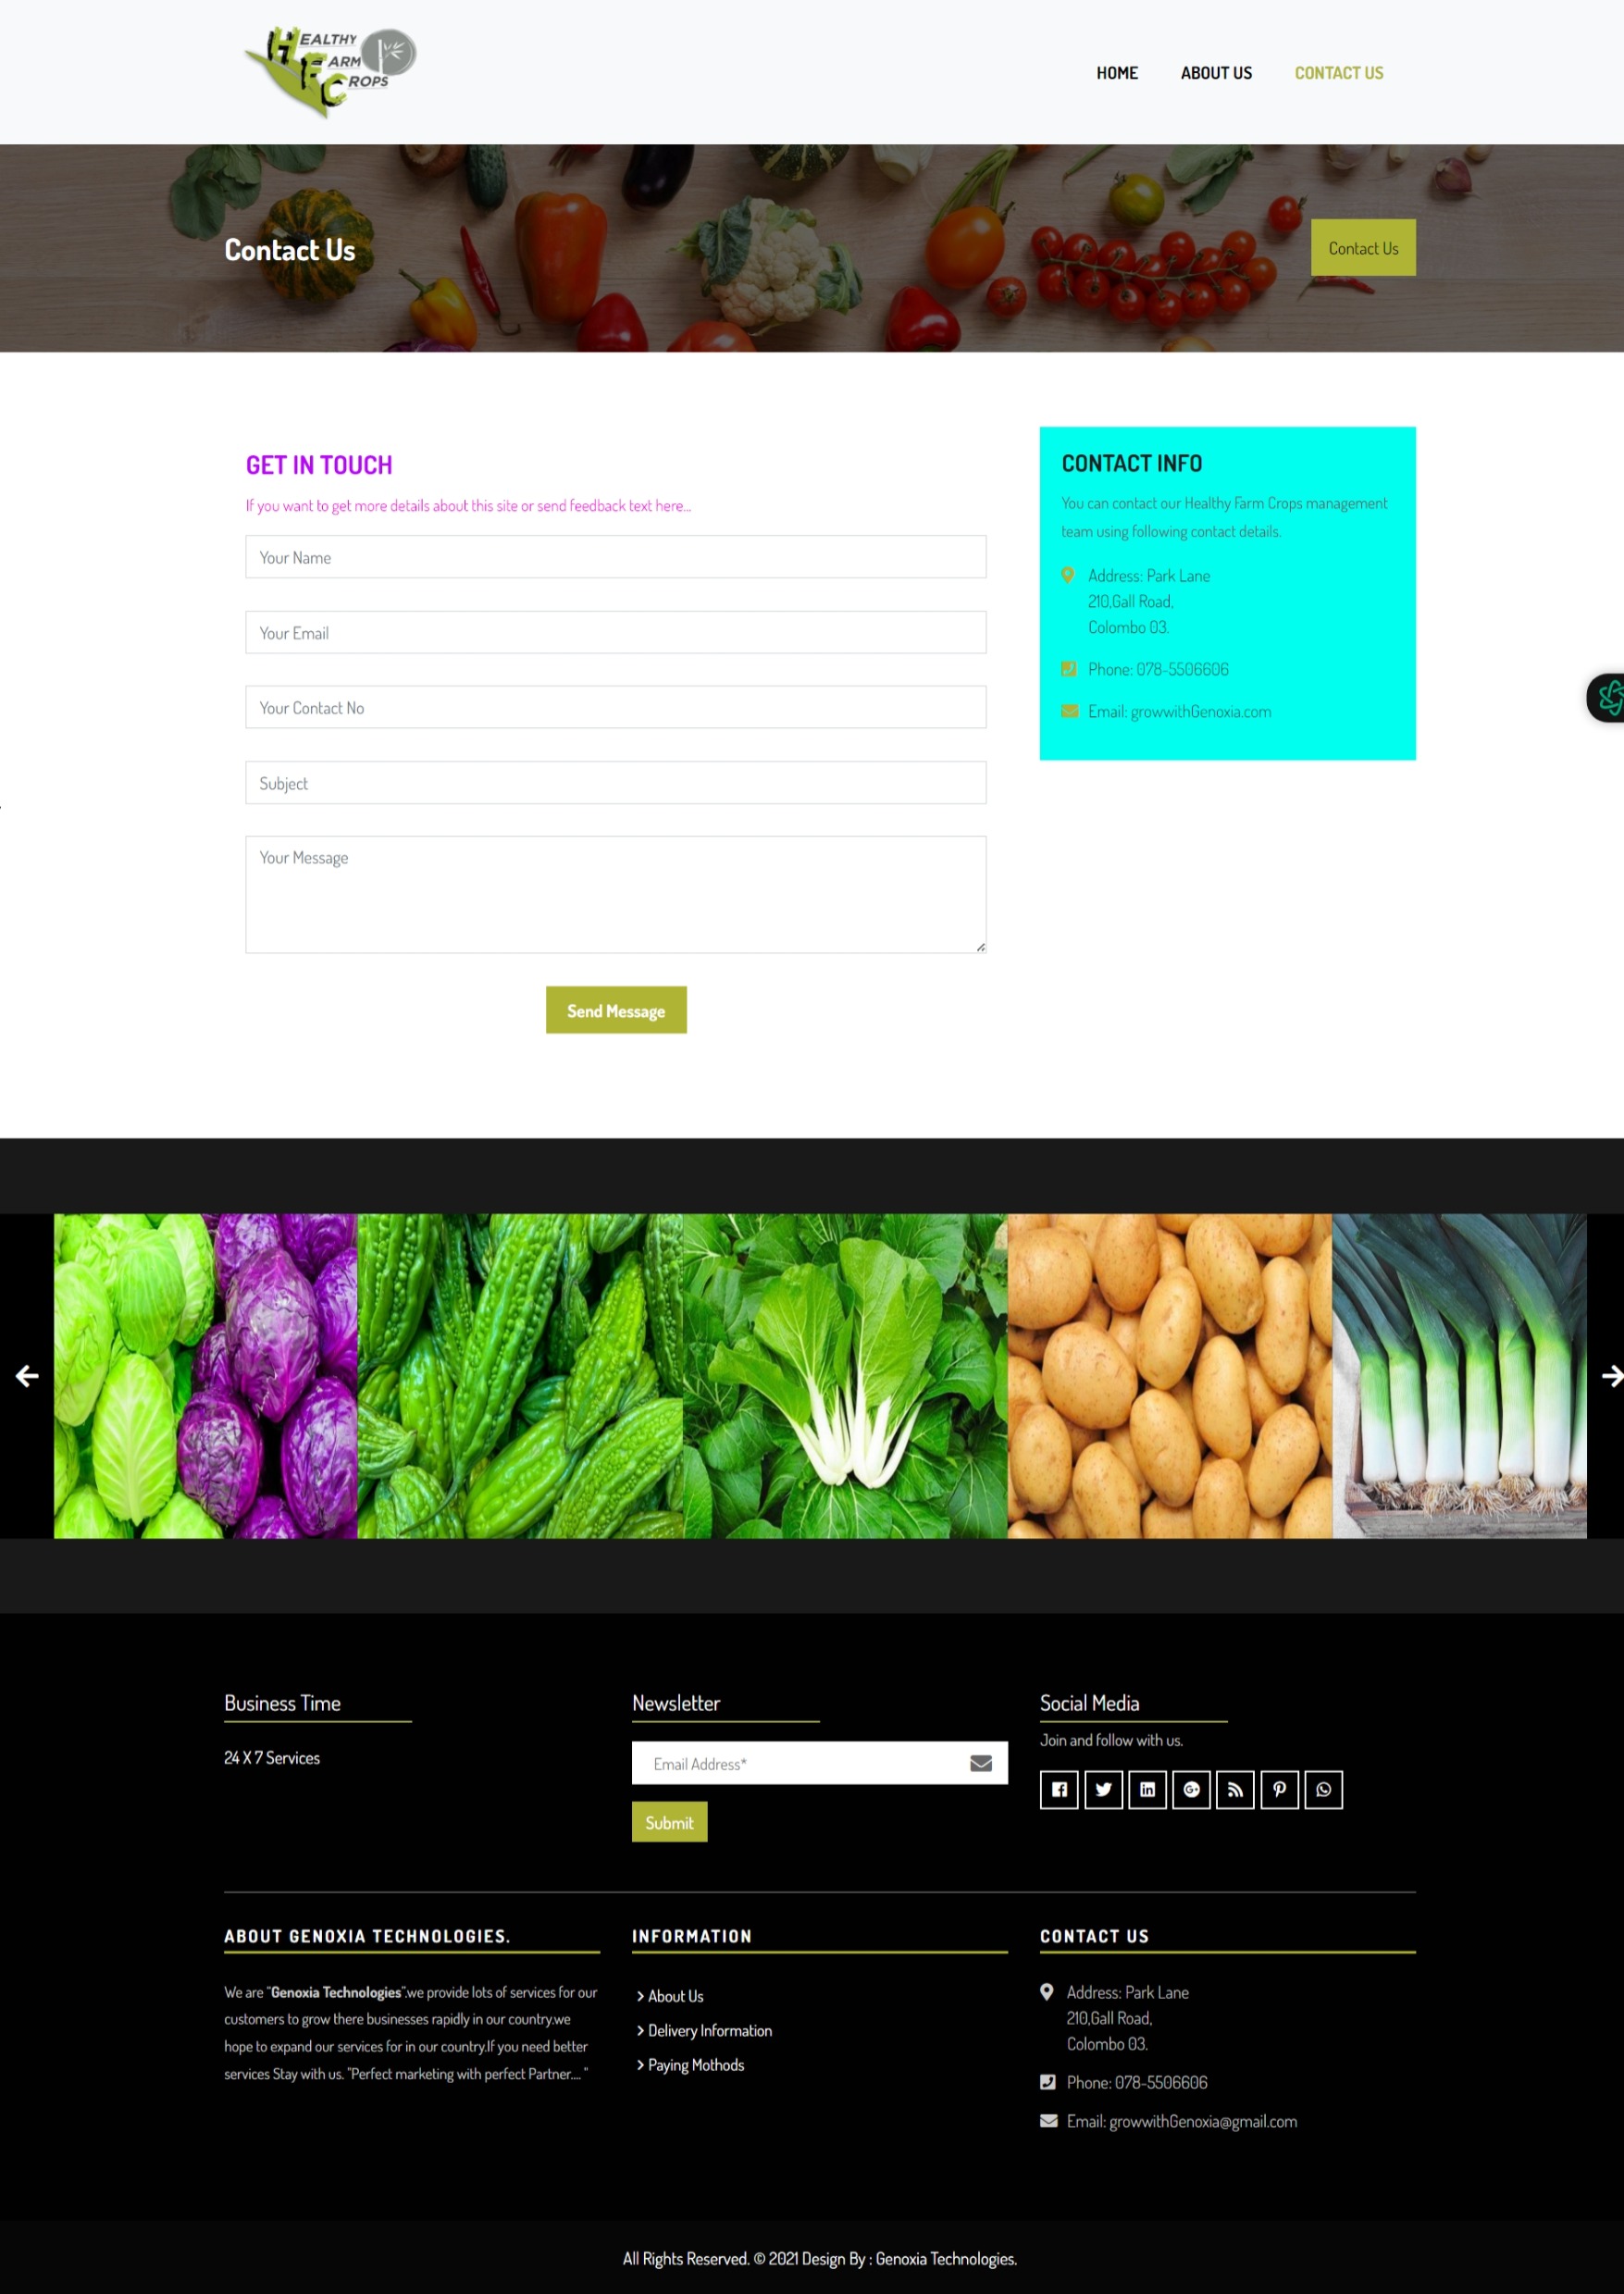 HEALTHY
FARM
CROPS
HOME ABOUT US CONTACT US
Contact Us
Contact Us
GET IN TOUCH
If you want to get more details about this site or send feedback text here...
Your Name
Your Email
Your Contact No
Subject
Your Message
Send Message
CONTACT INFO
You can contact our Healthy Farm Crops management
team using following contact details.
Address: Park Lane
210,Gall Road,
Colombo 03.
Phone: 078-5506606
Email: growwithGenoxia.com
Business Time
24 X 7 Services
Newsletter
Email Address*
Submit
Social Media
Join and follow with us.
ABOUT GENOXIA TECHNOLOGIES.
We are "Genoxia Technologies".we provide lots of services for our
customers to grow there businesses rapidly in our country.we
hope to expand our services for in our country.If you need better
services Stay with us. "Perfect marketing with perfect Partner.... "
INFORMATION
About Us
Delivery Information
Paying Mothods
CONTACT US
Address: Park Lane
210,Gall Road,
Colombo 03.
Phone: 078-5506606
Email: growwithGenoxia@gmail.com
All Rights Reserved. © 2021 Design By : Genoxia Technologies.